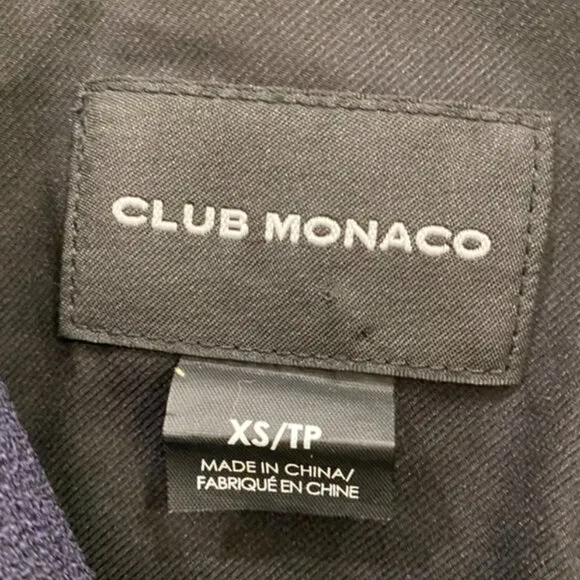 CLUB MONACO
XS/TP
MADE IN CHINA/
FABRIQUÉ EN CHINE